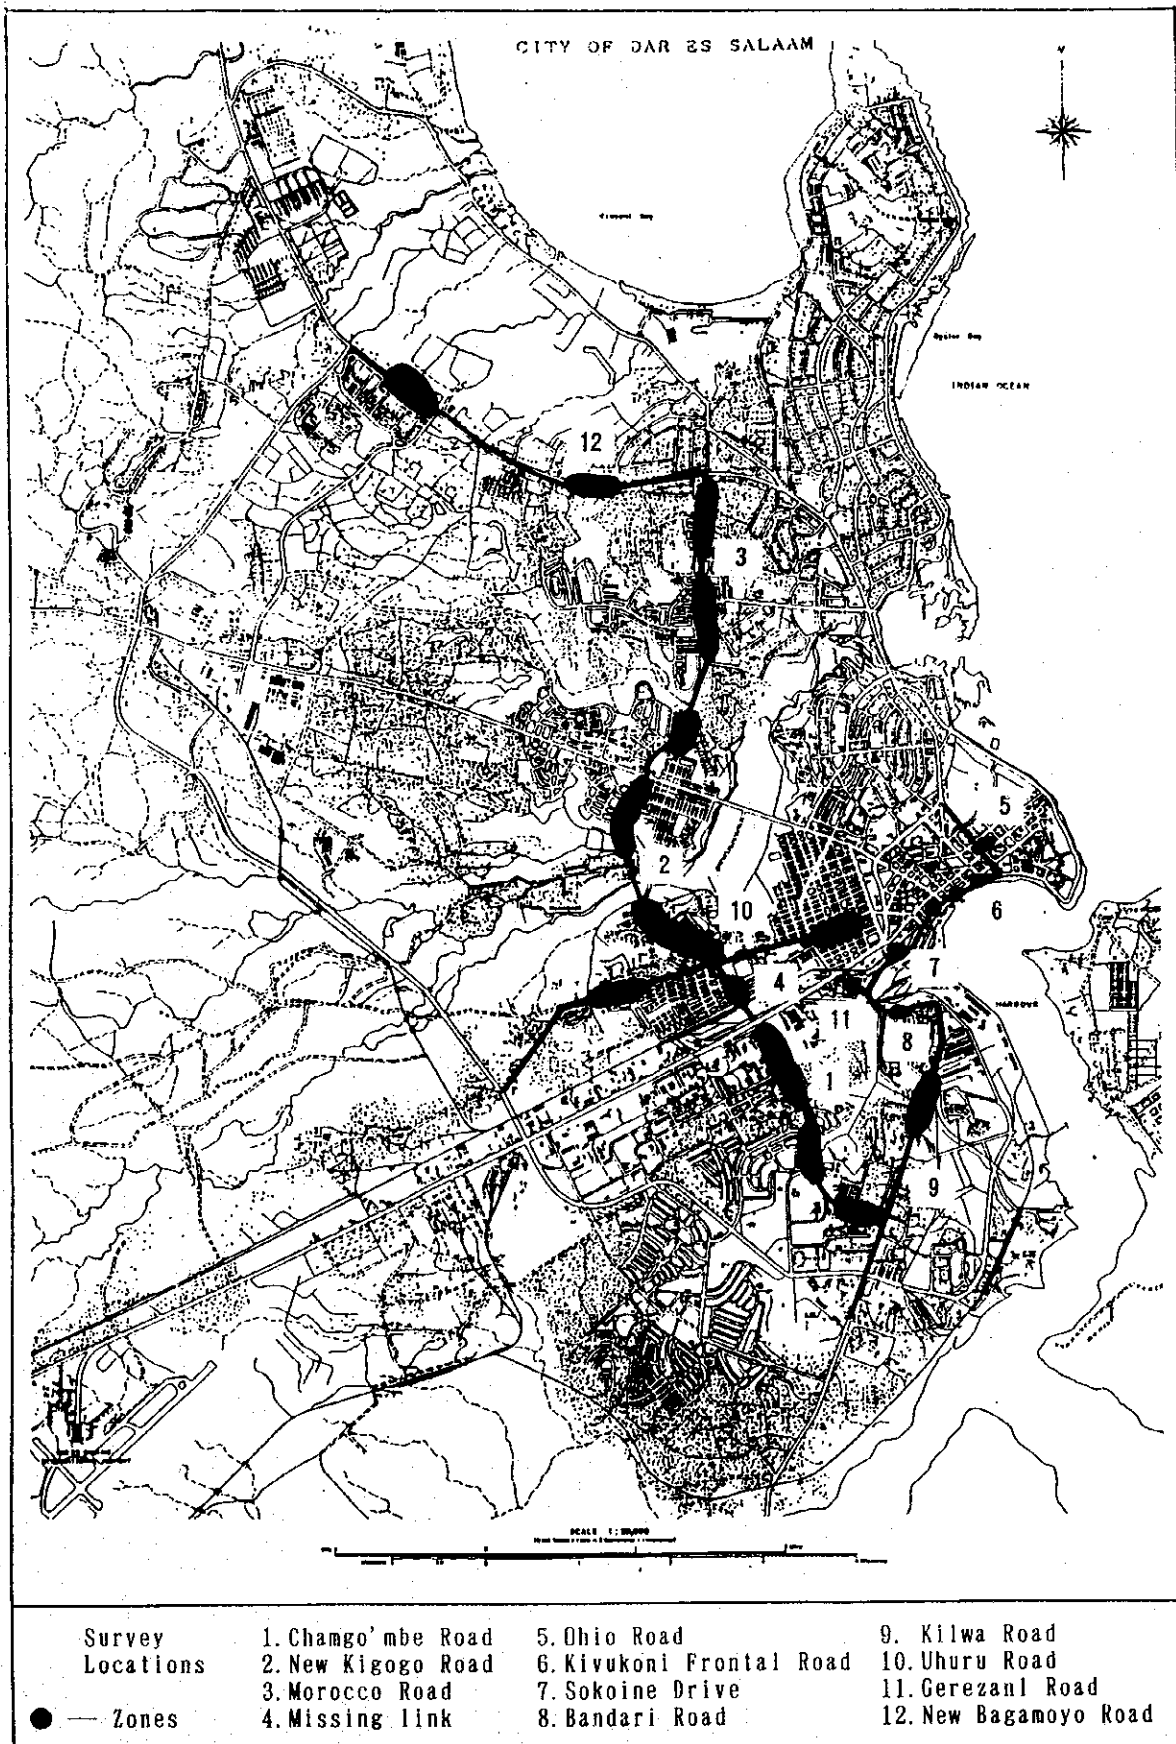 CITY OF DAR ES SALAAM
Oyster Bay
INDIAN OCEAN
12
3
5
2
10
6
4
7
HARBOUR
11
8
1
9
Survey
Locations
● — Zones
1. Chamgo'mbe Road
2. New Kigogo Road
3. Morocco Road
4. Missing link
5. Ohio Road
6. Kivukoni Frontal Road
7. Sokoine Drive
8. Bandari Road
9. Kilwa Road
10. Uhuru Road
11. Gerezani Road
12. New Bagamoyo Road